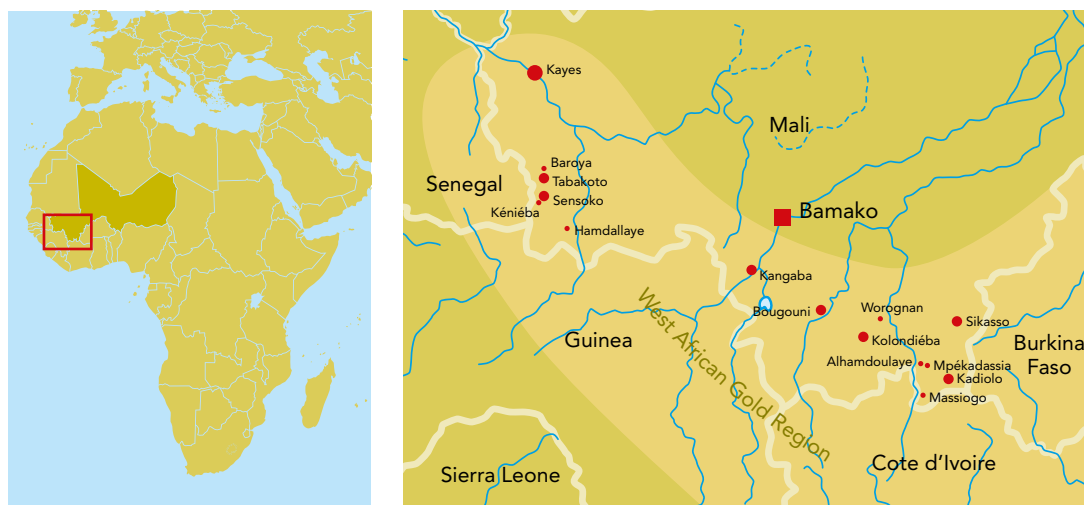 Kayes
Mali
Baroya
Senegal
Tabakoto
Sensoko
Kéniéba
Bamako
Hamdallaye
Kangaba
West African Gold Region
Bougouni
Worognan
Sikasso
Guinea
Kolondiéba
Burkina
Faso
Alhamdoulaye
Mpékadassia
Kadiolo
Massiogo
Sierra Leone
Cote d’Ivoire